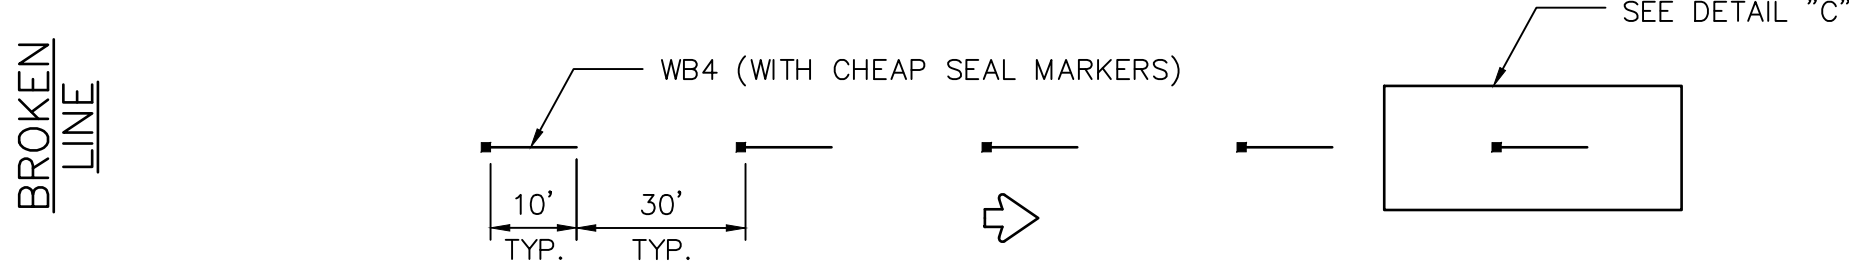 BROKEN
LINE
SEE DETAIL "C"
WB4 (WITH CHEAP SEAL MARKERS)
10' 30'
TYP. TYP.